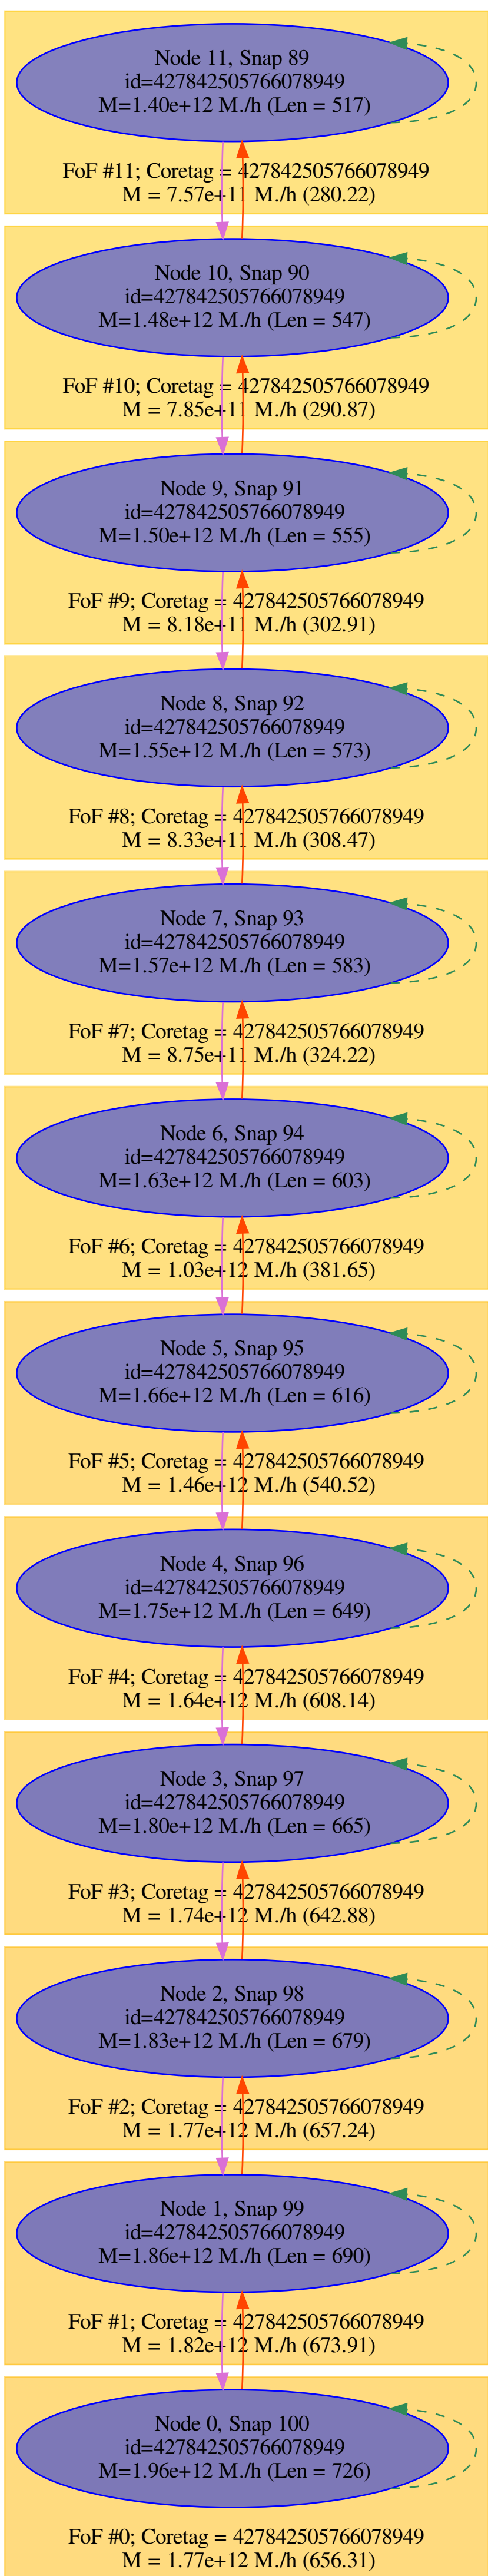 Node 11, Snap 89
id=427842505766078949
M=1.40e+12 M./h (Len = 517)
FoF #11; Coretag = 427842505766078949
M = 7.57e+11 M./h (280.22)
Node 10, Snap 90
id=427842505766078949
M=1.48e+12 M./h (Len = 547)
FoF #10; Coretag = 427842505766078949
M = 7.85e+11 M./h (290.87)
Node 9, Snap 91
id=427842505766078949
M=1.50e+12 M./h (Len = 555)
FoF #9; Coretag = 427842505766078949
M = 8.18e+11 M./h (302.91)
Node 8, Snap 92
id=427842505766078949
M=1.55e+12 M./h (Len = 573)
FoF #8; Coretag = 427842505766078949
M = 8.33e+11 M./h (308.47)
Node 7, Snap 93
id=427842505766078949
M=1.57e+12 M./h (Len = 583)
FoF #7; Coretag = 427842505766078949
M = 8.75e+11 M./h (324.22)
Node 6, Snap 94
id=427842505766078949
M=1.63e+12 M./h (Len = 603)
FoF #6; Coretag = 427842505766078949
M = 1.03e+12 M./h (381.65)
Node 5, Snap 95
id=427842505766078949
M=1.66e+12 M./h (Len = 616)
FoF #5; Coretag = 427842505766078949
M = 1.46e+12 M./h (540.52)
Node 4, Snap 96
id=427842505766078949
M=1.75e+12 M./h (Len = 649)
FoF #4; Coretag = 427842505766078949
M = 1.64e+12 M./h (608.14)
Node 3, Snap 97
id=427842505766078949
M=1.80e+12 M./h (Len = 665)
FoF #3; Coretag = 427842505766078949
M = 1.74e+12 M./h (642.88)
Node 2, Snap 98
id=427842505766078949
M=1.83e+12 M./h (Len = 679)
FoF #2; Coretag = 427842505766078949
M = 1.77e+12 M./h (657.24)
Node 1, Snap 99
id=427842505766078949
M=1.86e+12 M./h (Len = 690)
FoF #1; Coretag = 427842505766078949
M = 1.82e+12 M./h (673.91)
Node 0, Snap 100
id=427842505766078949
M=1.96e+12 M./h (Len = 726)
FoF #0; Coretag = 427842505766078949
M = 1.77e+12 M./h (656.31)